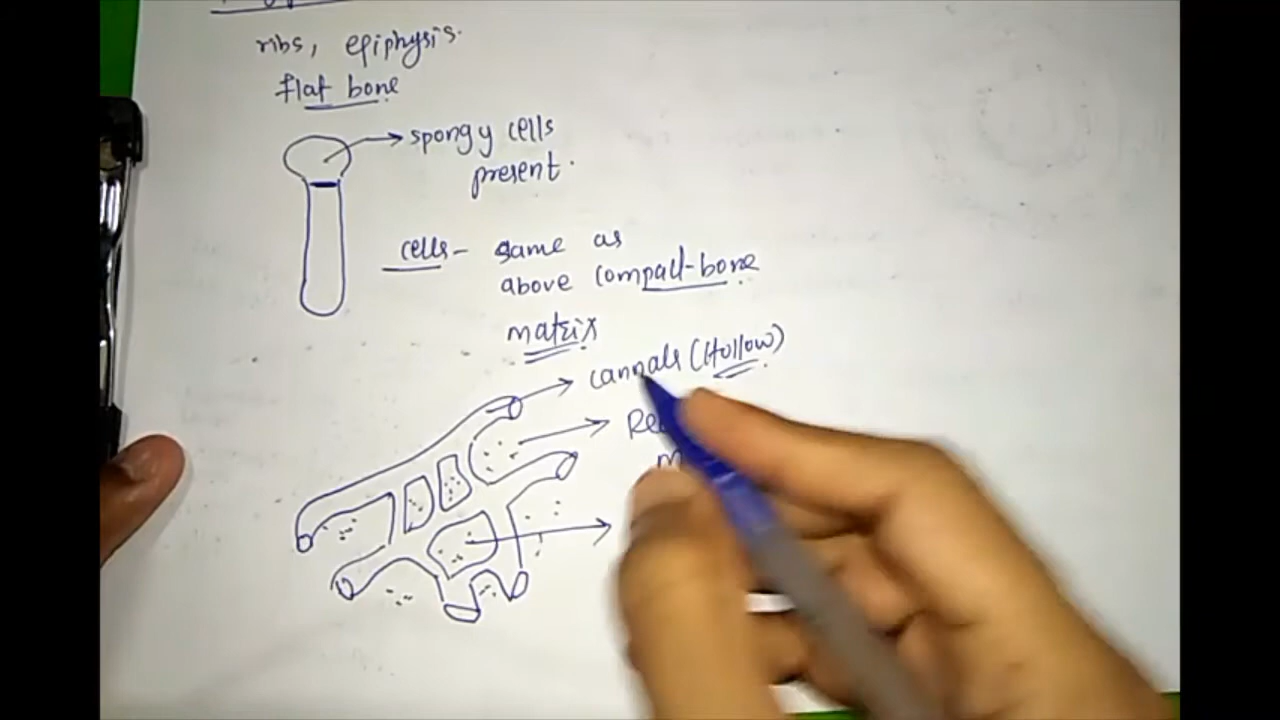 ribs, epiphysis.
flat bone
spongy cells
present.
cells- same as
above compact-bone
matrix
cannals (Hollow)